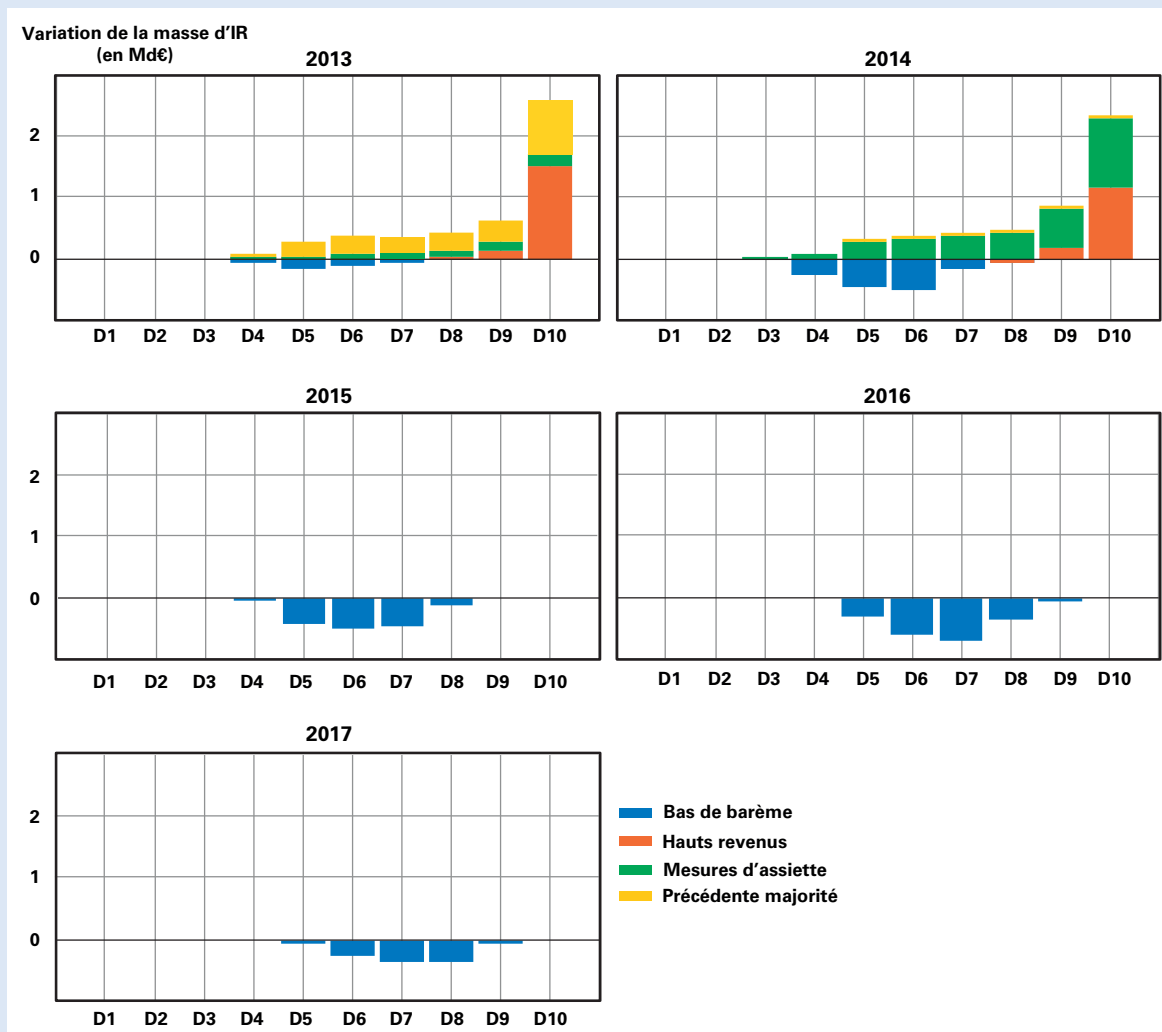 Variation de la masse d'IR
(en Md€)
2013
2014
2
1
0
D1 D2 D3 D4 D5 D6 D7 D8 D9 D10
D1 D2 D3 D4 D5 D6 D7 D8 D9 D10
2015
2016
2
1
0
D1 D2 D3 D4 D5 D6 D7 D8 D9 D10
D1 D2 D3 D4 D5 D6 D7 D8 D9 D10
2017
2
1
0
D1 D2 D3 D4 D5 D6 D7 D8 D9 D10
Bas de barème
Hauts revenus
Mesures d'assiette
Précédente majorité